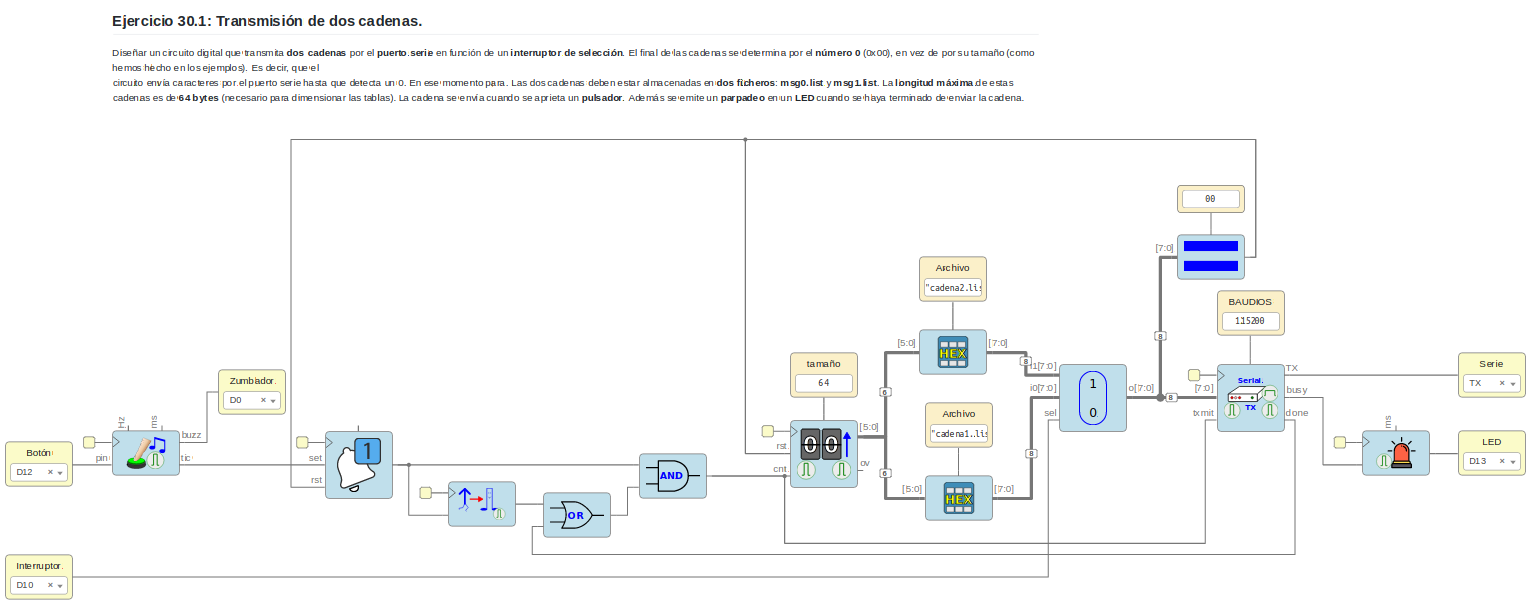 Ejercicio 30.1: Transmisión de dos cadenas.
Diseñar un circuito digital que transmita dos cadenas por el puerto serie en función de un interruptor de selección. El final de las cadenas se determina por el número 0 (0x00), en vez de por su tamaño (como
hemos hecho en los ejemplos). Es decir, que el
circuito envía caracteres por el puerto serie hasta que detecta un 0. En ese momento para. Las dos cadenas deben estar almacenadas en dos ficheros: msg0.list y msg1.list. La longitud máxima de estas
cadenas es de 64 bytes (necesario para dimensionar las tablas). La cadena se envía cuando se aprieta un pulsador. Además se emite un parpadeo en un LED cuando se haya terminado de enviar la cadena.
00
[7:0]
Archivo
"cadena2.lis
BAUDIOS
115200
[5:0]
[7:0]
8
tamaño
64
8
1[7:0]
i0[7:0]
sel
1
0
o[7:0]
8
[7:0]
txmit
Serial
TX
TX
busy
done
Serie
TX
Zumbador
D0
6
Archivo
"cadena1.lis
Hz
ms
buzz
pin
tic
Botón
D12
set
rst
1
rst
cnt
00
[5:0]
ov
6
8
ms
LED
D13
AND
HEX
HEX
[5:0]
[7:0]
OR
Interruptor
D10